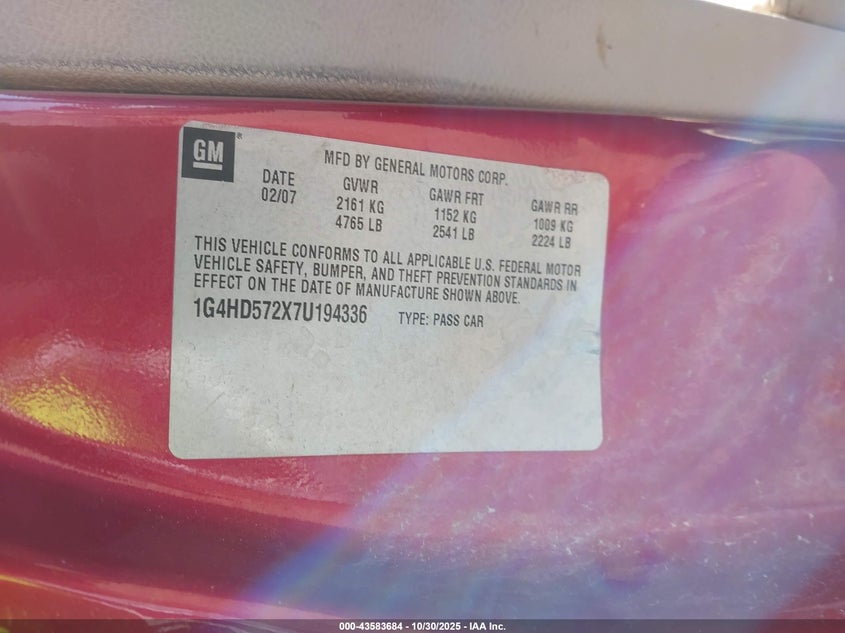 GM®
MFD BY GENERAL MOTORS CORP.
DATE GVWR GAWR FRT GAWR RR
02/07 2161 KG 1152 KG 1009 KG
4765 LB 2541 LB 2224 LB
THIS VEHICLE CONFORMS TO ALL APPLICABLE U.S. FEDERAL MOTOR
VEHICLE SAFETY, BUMPER, AND THEFT PREVENTION STANDARDS IN
EFFECT ON THE DATE OF MANUFACTURE SHOWN ABOVE.
1G4HD572X7U194336 TYPE: PASS CAR
000-43583684 - 10/30/2025 - IAA Inc.